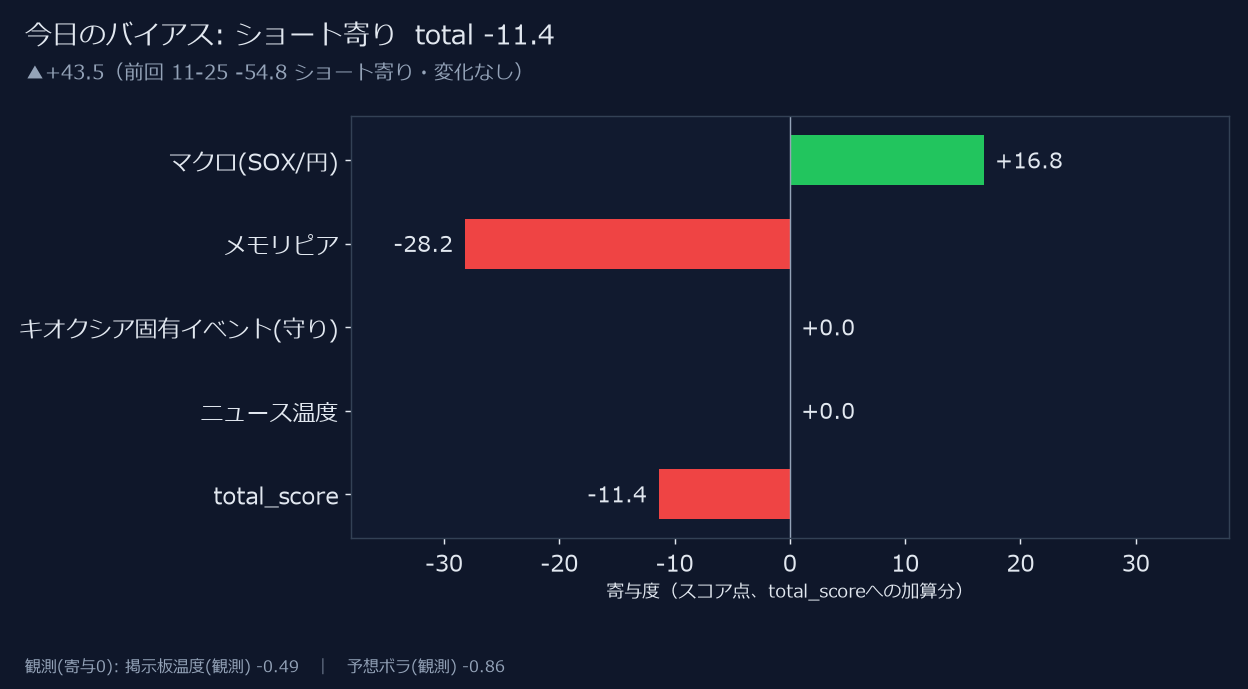 今日のバイアス: ショート寄り  total -11.4
▲+43.5（前回 11-25 -54.8 ショート寄り・変化なし）
マクロ(SOX/円)
+16.8
メモリピア
-28.2
キオクシア固有イベント(守り)
+0.0
ニュース温度
+0.0
total_score
-11.4
-30 -20 -10 0 10 20 30
寄与度（スコア点、total_scoreへの加算分）
観測(寄与0): 掲示板温度(観測) -0.49 ｜ 予想ボラ(観測) -0.86